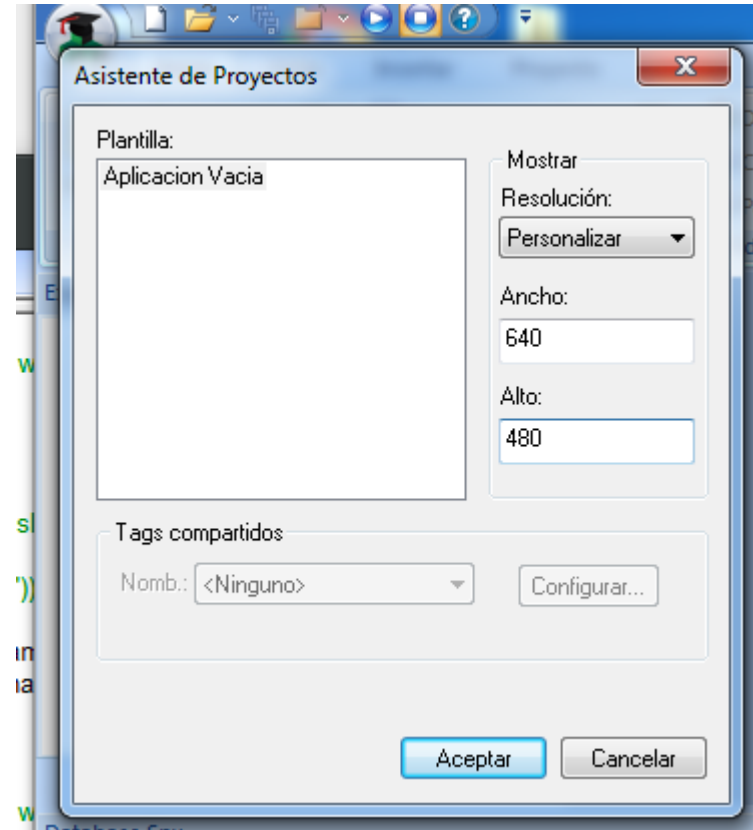 Asistente de Proyectos
Plantilla:
Aplicacion Vacia
Mostrar
Resolución:
Personalizar
Ancho:
640
Alto:
480
Tags compartidos
Nomb.: <Ninguno>
Configurar...
Aceptar
Cancelar